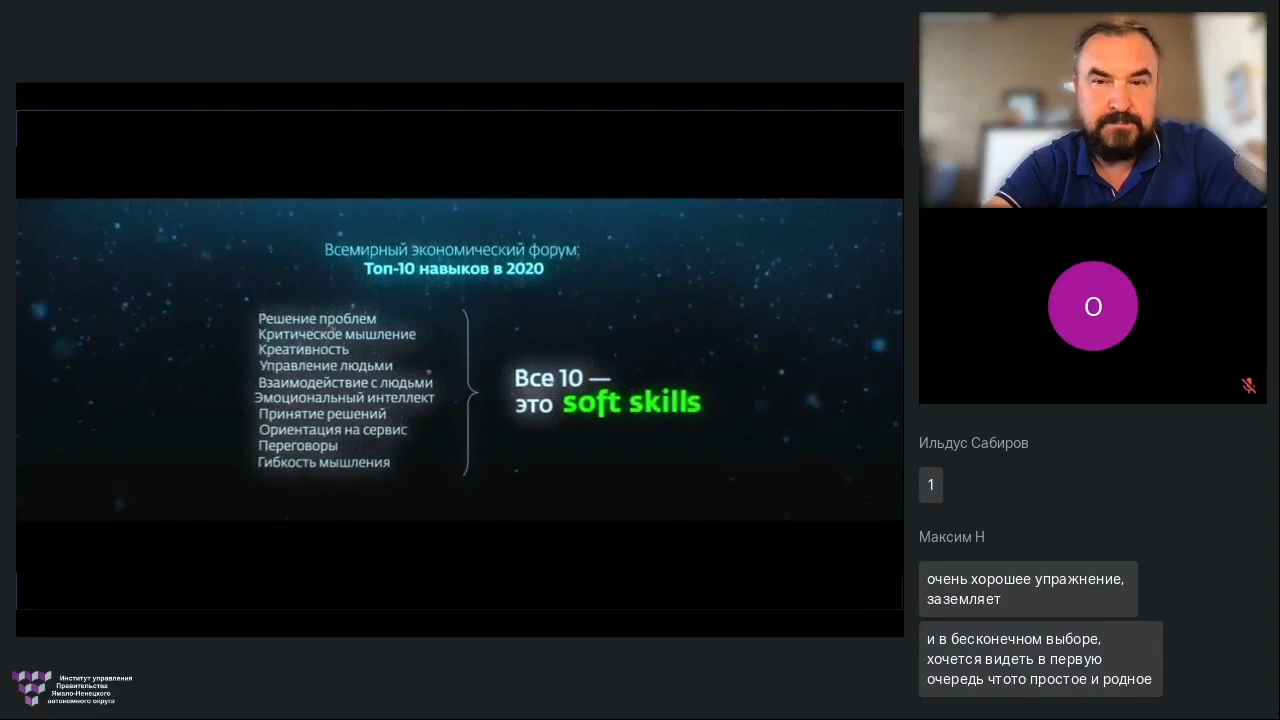 Всемирный экономический форум:
Топ-10 навыков в 2020
Решение проблем
Критическое мышление
Креативность
Управление людьми
Взаимодействие с людьми
Эмоциональный интеллект
Принятие решений
Ориентация на сервис
Переговоры
Гибкость мышления
Все 10 —
это soft skills
О
Ильдус Сабиров
1
Максим Н
очень хорошее упражнение,
заземляет
и в бесконечном выборе,
хочется видеть в первую
очередь чтото простое и родное
Институт управления
Правительства
Ямало-Ненецкого
автономного округа